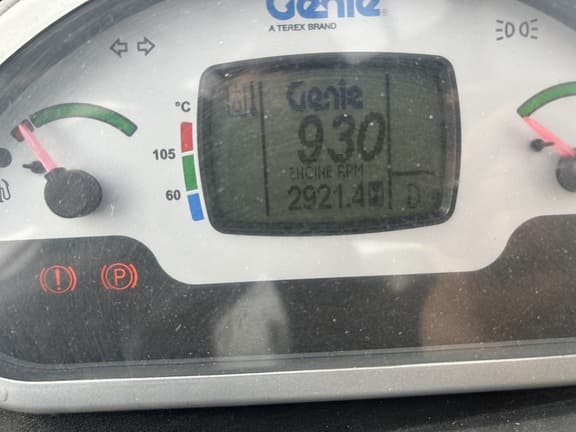 Genie
A TEREX BRAND
°C
105
60
Genie
930
ENGINE RPM
2921.4 H
D
(!)
(P)